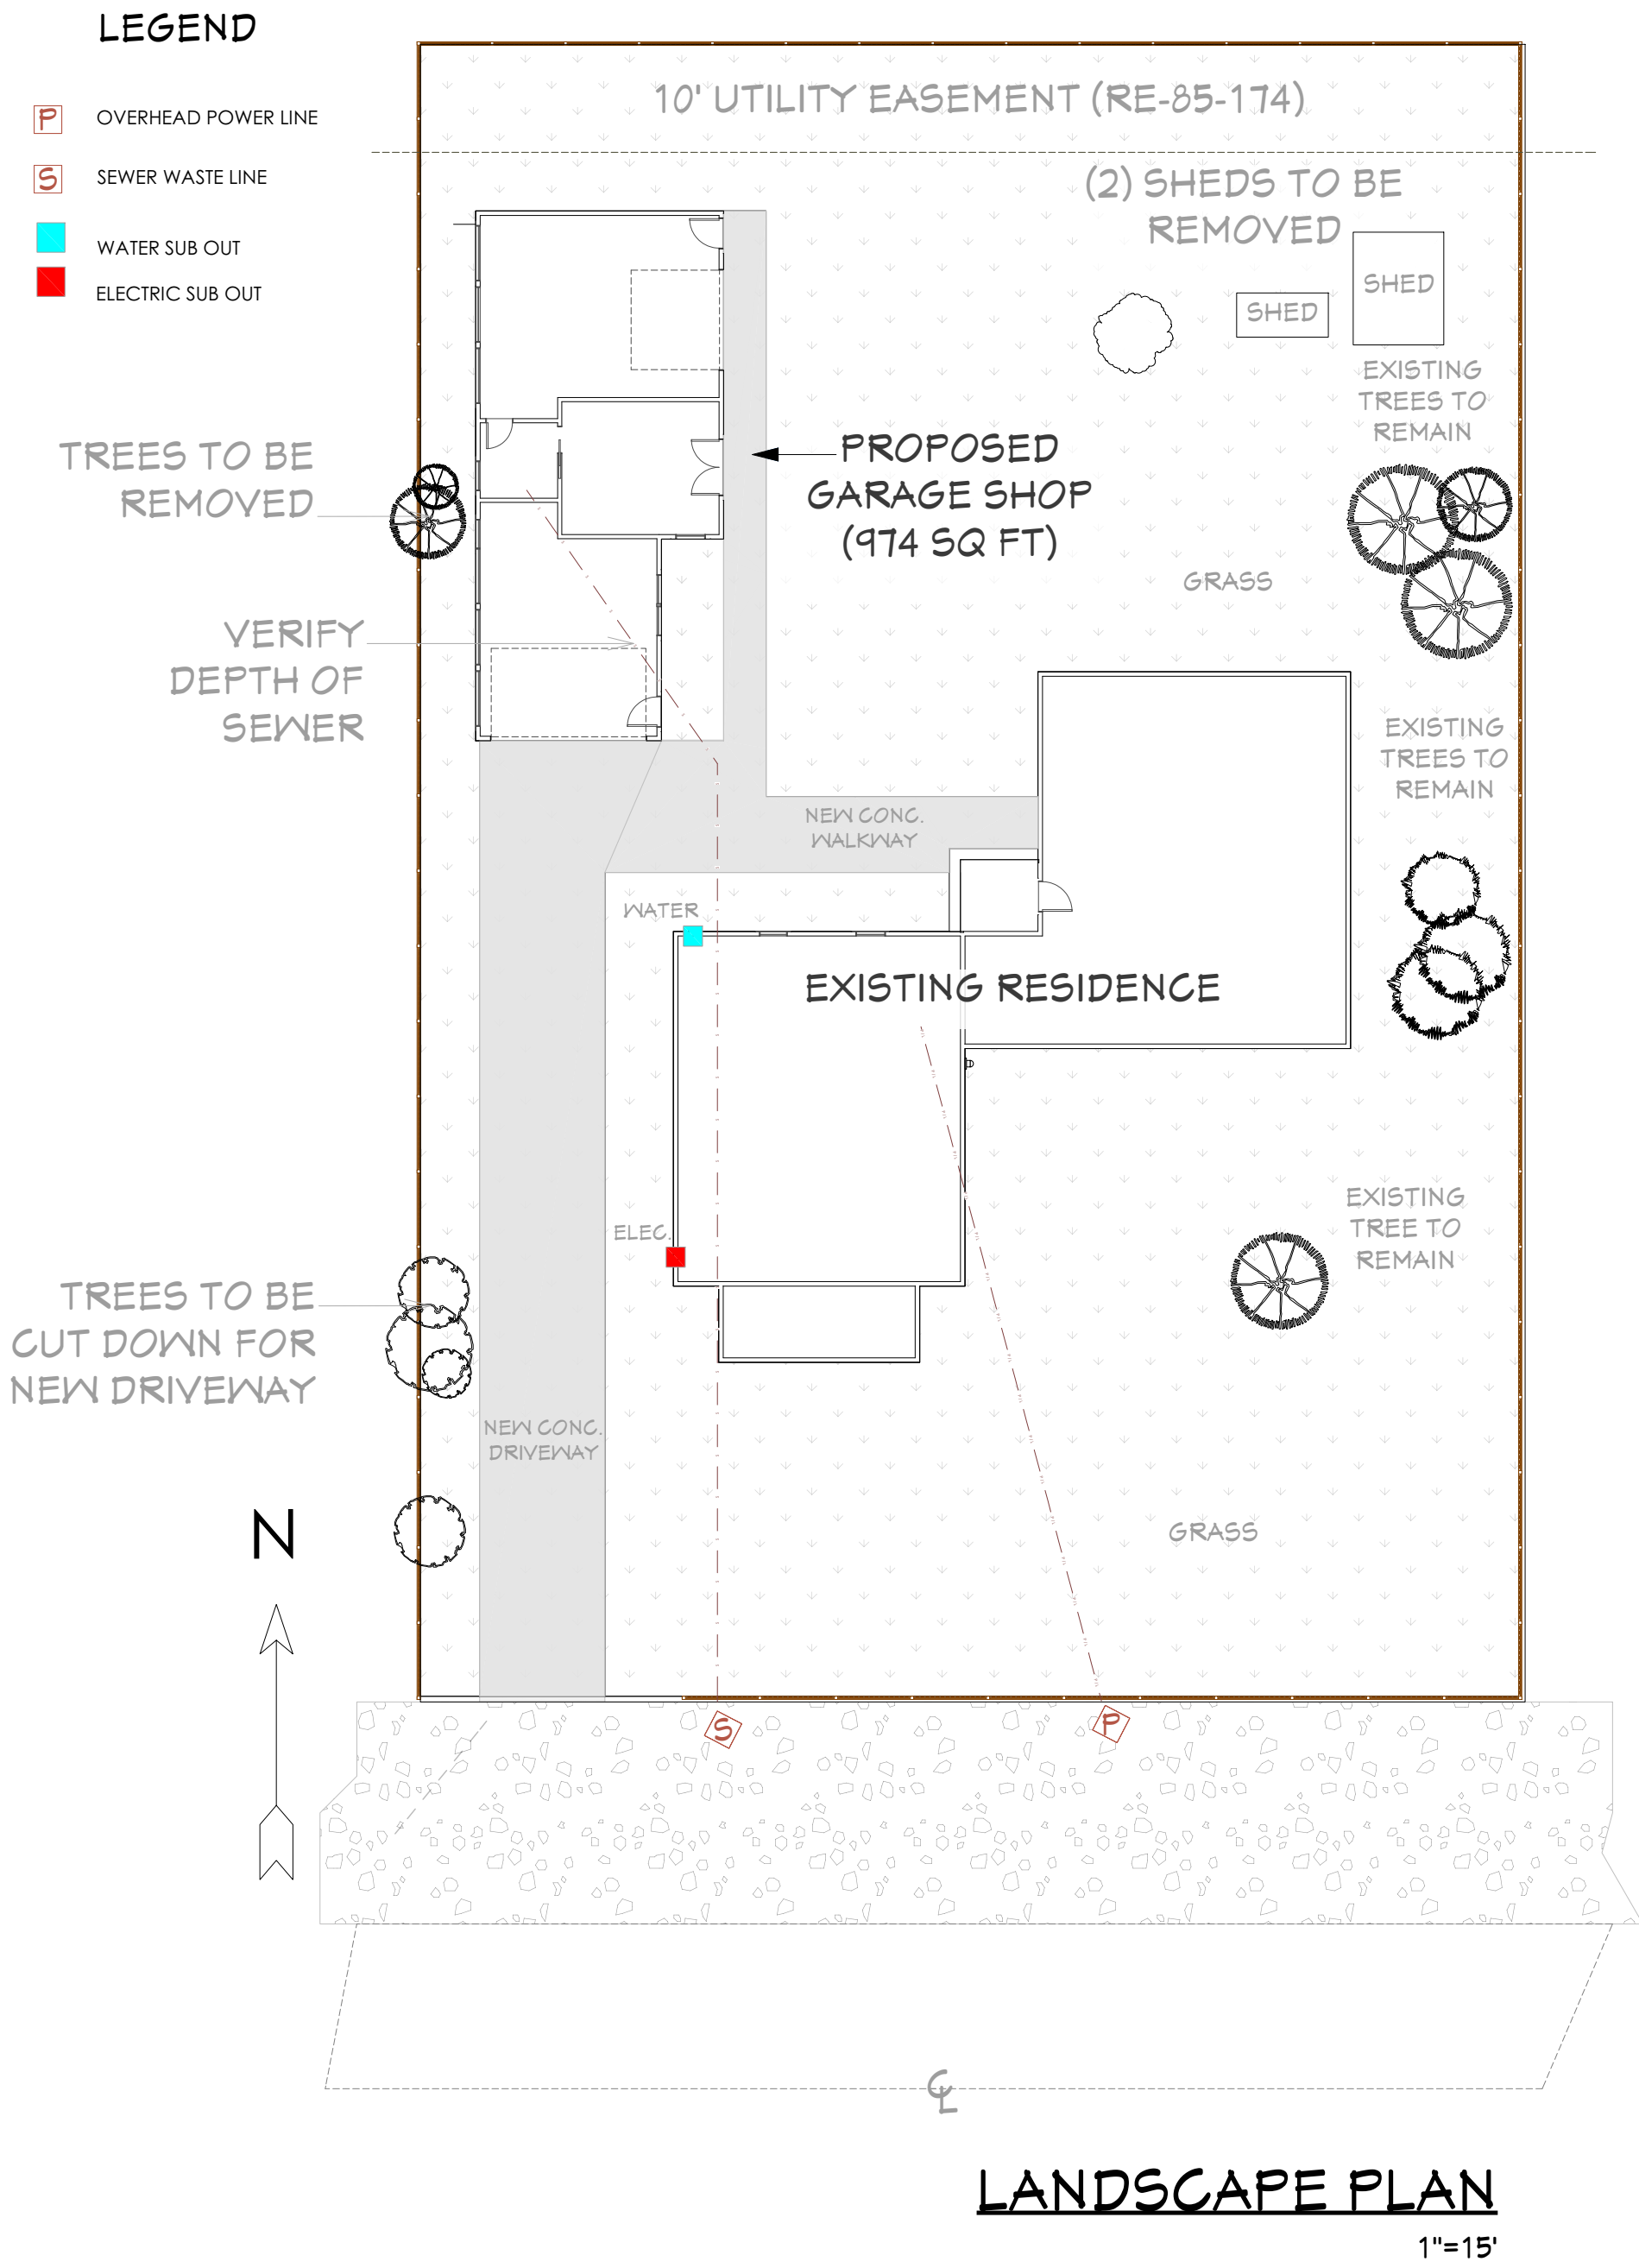 LEGEND
P OVERHEAD POWER LINE
S SEWER WASTE LINE
WATER SUB OUT
ELECTRIC SUB OUT
10' UTILITY EASEMENT (RE-85-174)
(2) SHEDS TO BE
REMOVED
SHED
SHED
EXISTING
TREES TO
REMAIN
TREES TO BE
REMOVED
PROPOSED
GARAGE SHOP
(974 SQ FT)
GRASS
VERIFY
DEPTH OF
SEWER
EXISTING
TREES TO
REMAIN
NEW CONC.
WALKWAY
WATER
EXISTING RESIDENCE
ELEC.
EXISTING
TREE TO
REMAIN
TREES TO BE
CUT DOWN FOR
NEW DRIVEWAY
NEW CONC.
DRIVEWAY
N
GRASS
S
P
CL
LANDSCAPE PLAN
1"=15'